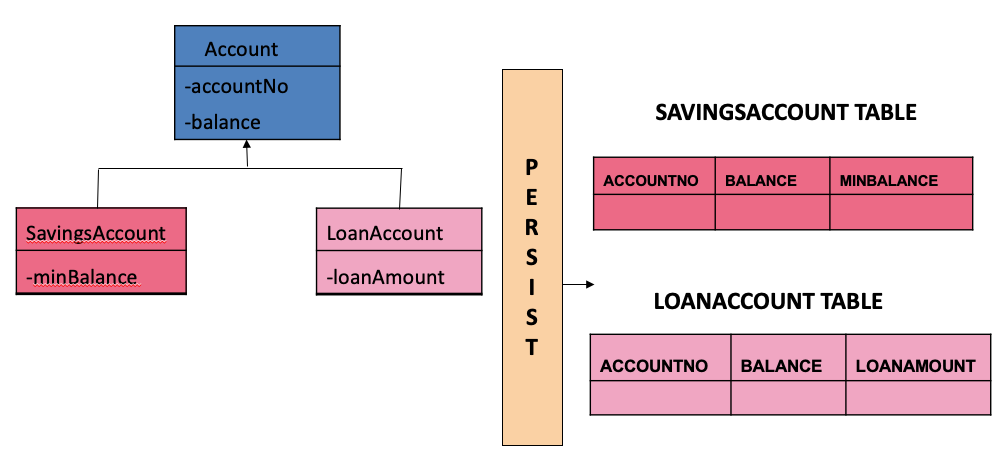 Account
-accountNo
-balance
SavingsAccount
-minBalance
LoanAccount
-loanAmount
P
E
R
S
I
S
T
SAVINGSACCOUNT TABLE
ACCOUNTNO BALANCE MINBALANCE
LOANACCOUNT TABLE
ACCOUNTNO BALANCE LOANAMOUNT